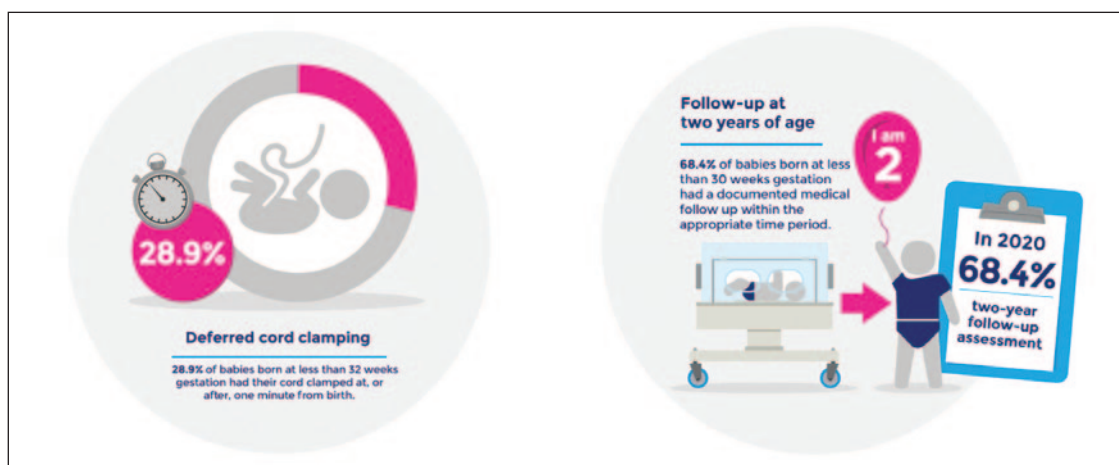 28.9%
Deferred cord clamping
28.9% of babies born at less than 32 weeks
gestation had their cord clamped at, or
after, one minute from birth.
Follow-up at
two years of age
68.4% of babies born at less
than 30 weeks gestation
had a documented medical
follow up within the
appropriate time period.
I am
2
In 2020
68.4%
two-year
follow-up
assessment